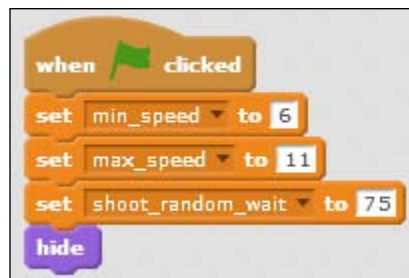 when clicked
set min_speed to 6
set max_speed to 11
set shoot_random_wait to 75
hide